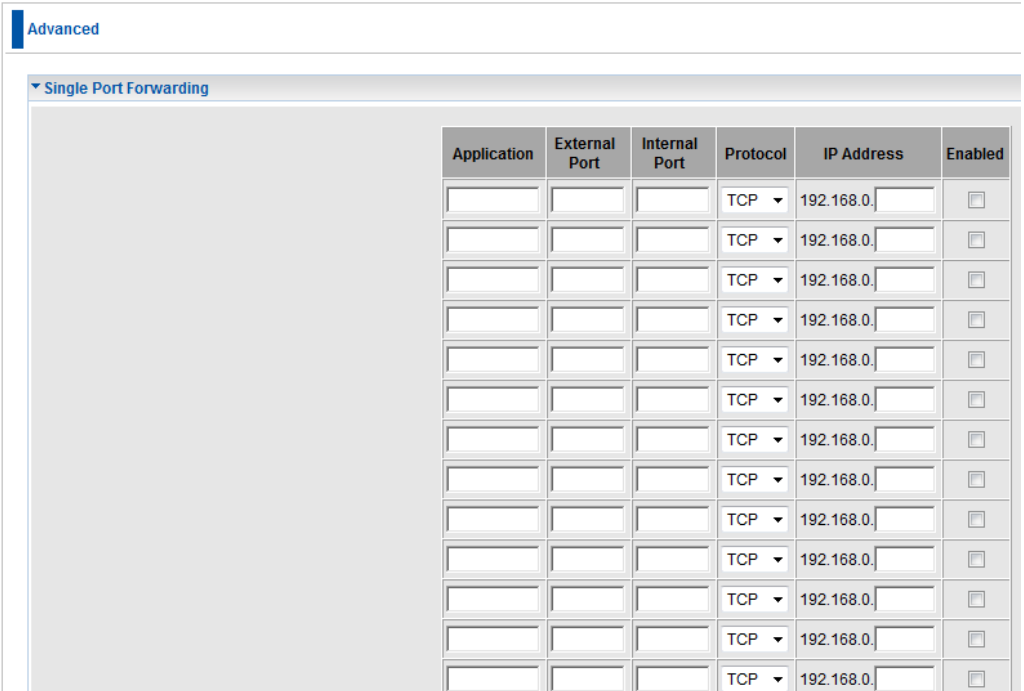 Advanced
Single Port Forwarding
Application External Port Internal Port Protocol IP Address Enabled
TCP 192.168.0.
TCP 192.168.0.
TCP 192.168.0.
TCP 192.168.0.
TCP 192.168.0.
TCP 192.168.0.
TCP 192.168.0.
TCP 192.168.0.
TCP 192.168.0.
TCP 192.168.0.
TCP 192.168.0.
TCP 192.168.0.
TCP 192.168.0.